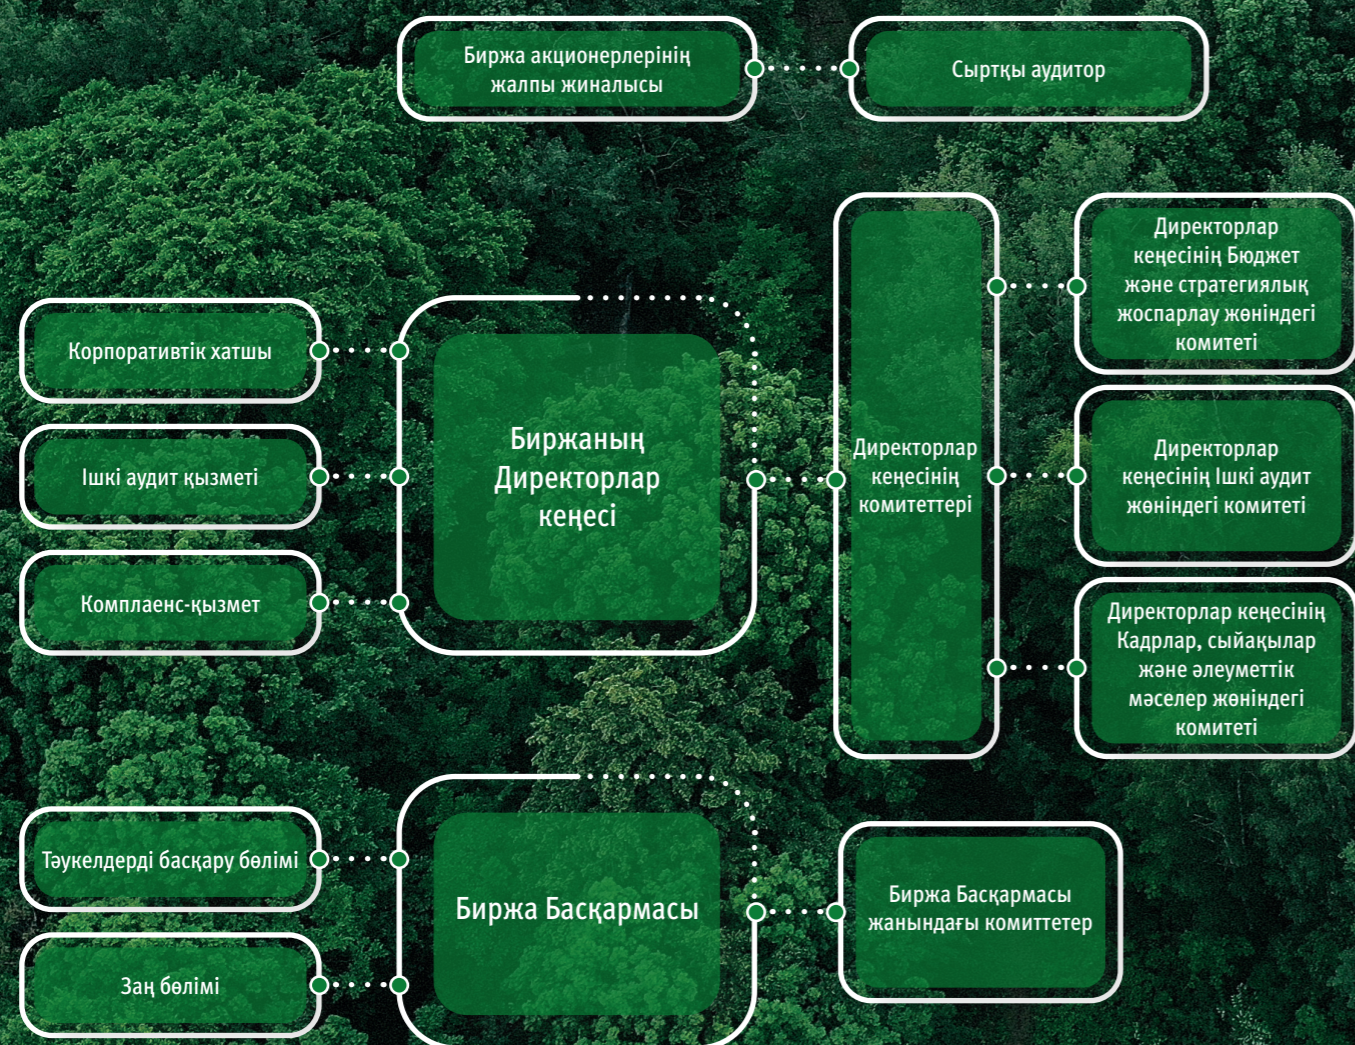 Биржа акционерлерінің
жалпы жиналысы
Сыртқы аудитор
Корпоративтік хатшы
Ішкі аудит қызметі
Комплаенс-қызмет
Биржаның
Директорлар
кеңесі
Директорлар
кеңесінің
комитеттері
Директорлар
кеңесінің Бюджет
және стратегиялық
жоспарлау жөніндегі
комитеті
Директорлар
кеңесінің Ішкі аудит
жөніндегі комитеті
Директорлар кеңесінің
Кадрлар, сыйақылар
және әлеуметтік
мәселер жөніндегі
комитеті
Тәукелдерді басқару бөлімі
Заң бөлімі
Биржа Басқармасы
Биржа Басқармасы
жанындағы комиттетер